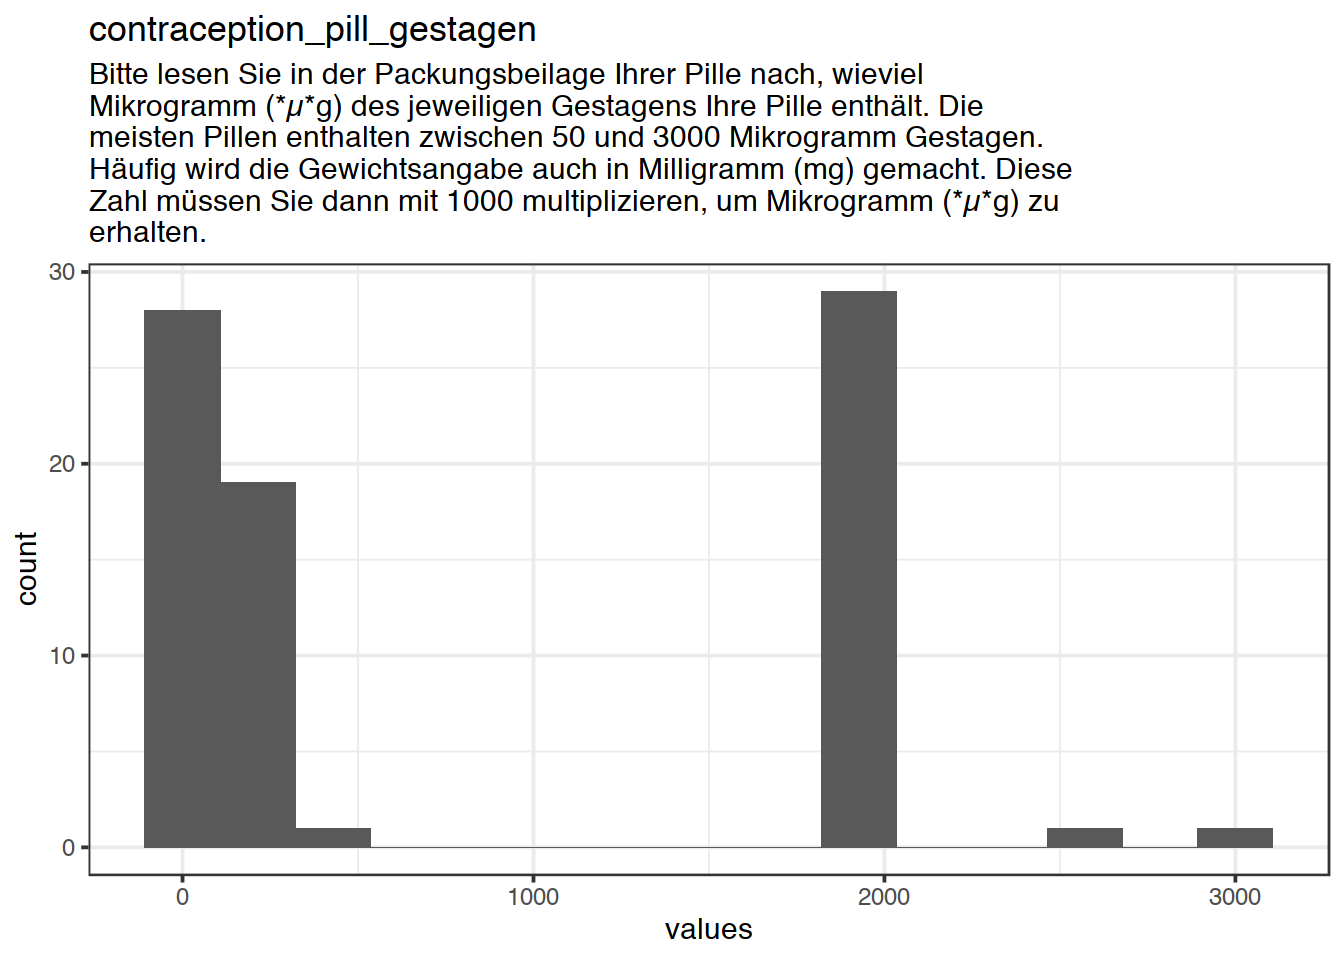 contraception_pill_gestagen
Bitte lesen Sie in der Packungsbeilage Ihrer Pille nach, wieviel
Mikrogramm (*µ*g) des jeweiligen Gestagens Ihre Pille enthält. Die
meisten Pillen enthalten zwischen 50 und 3000 Mikrogramm Gestagen.
Häufig wird die Gewichtsangabe auch in Milligramm (mg) gemacht. Diese
Zahl müssen Sie dann mit 1000 multiplizieren, um Mikrogramm (*µ*g) zu
erhalten.
30
20
10
0
count
0 1000 2000 3000
values